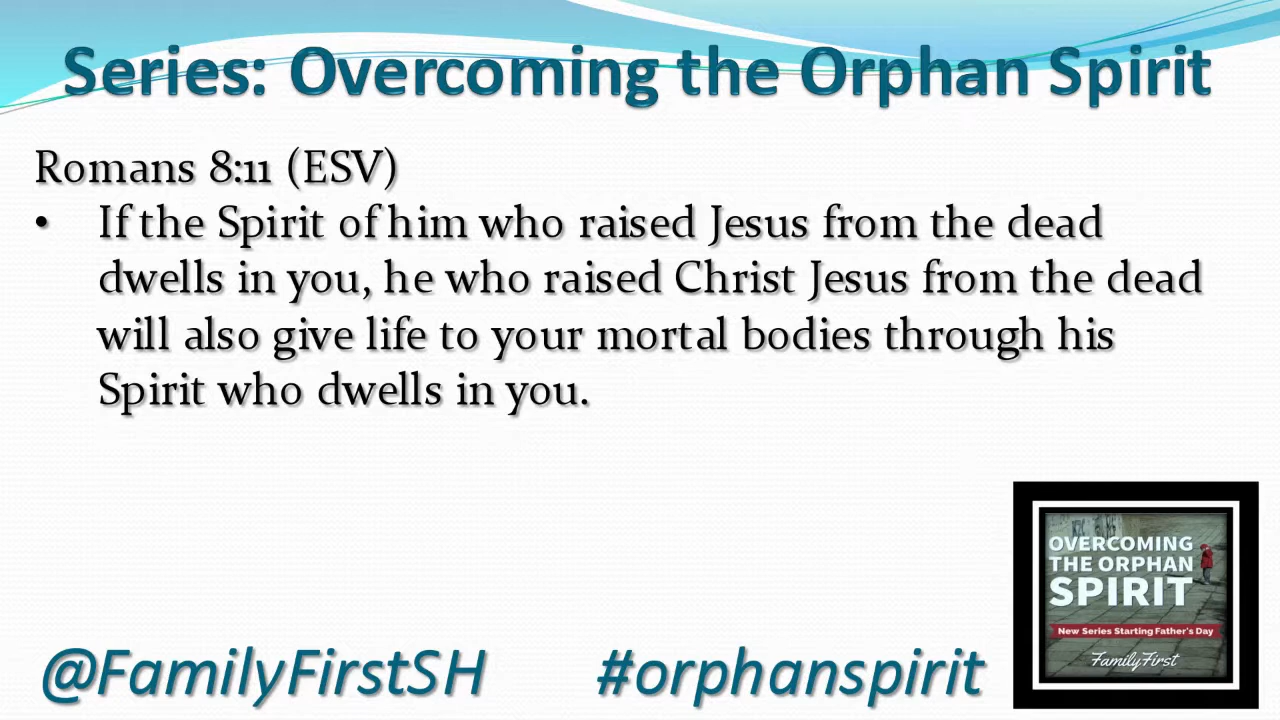 Series: Overcoming the Orphan Spirit
Romans 8:11 (ESV)
• If the Spirit of him who raised Jesus from the dead
dwells in you, he who raised Christ Jesus from the dead
will also give life to your mortal bodies through his
Spirit who dwells in you.
OVERCOMING
THE ORPHAN
SPIRIT
New Series Starting Father's Day
FamilyFirst
@FamilyFirstSH #orphanspirit